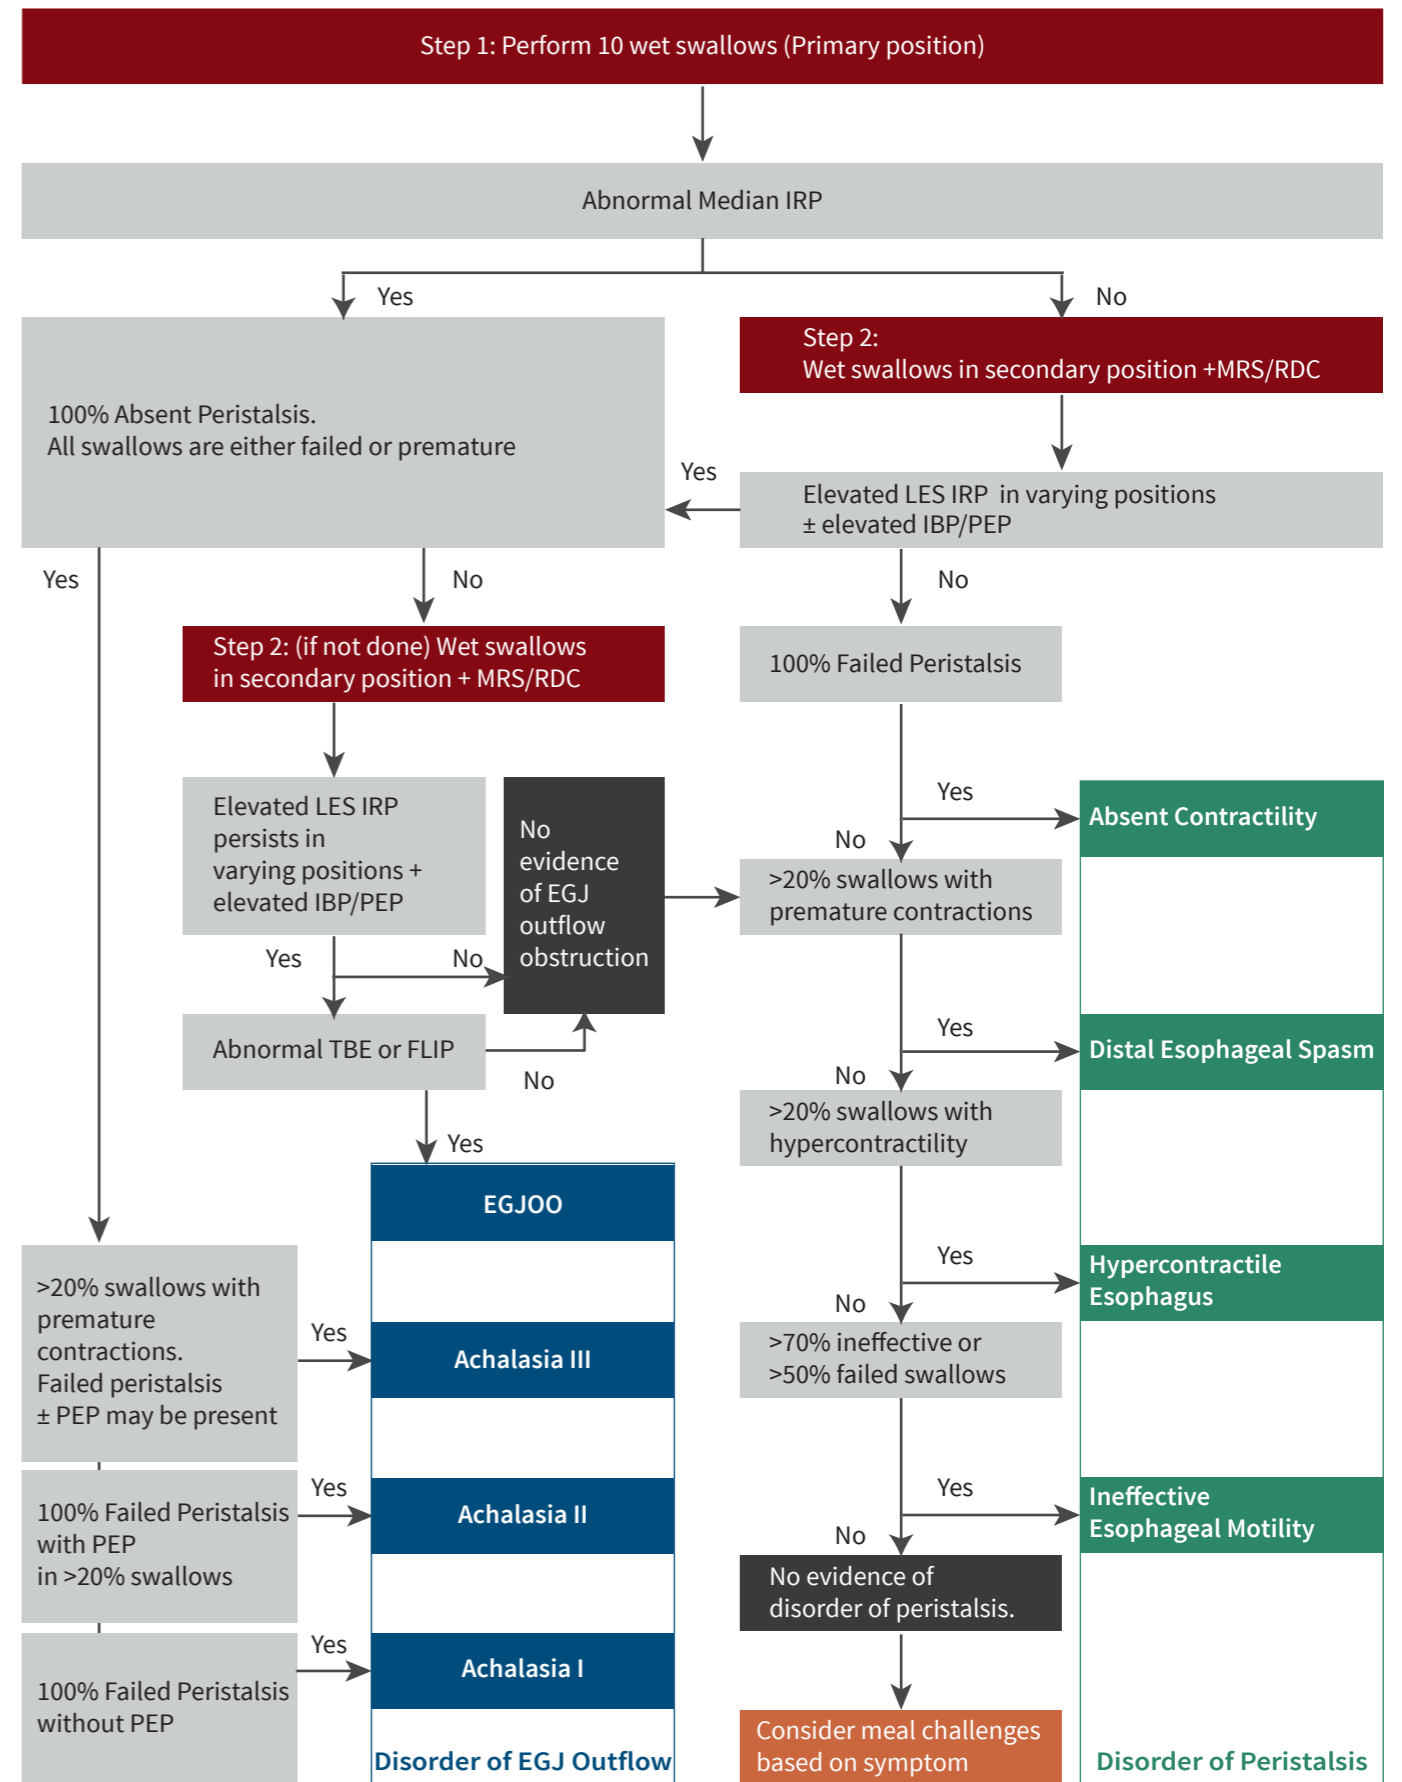 Step 1: Perform 10 wet swallows (Primary position)
Abnormal Median IRP
Yes
No
100% Absent Peristalsis.
All swallows are either failed or premature
Step 2:
Wet swallows in secondary position +MRS/RDC
Yes
Elevated LES IRP in varying positions
± elevated IBP/PEP
Yes
No
No
Step 2: (if not done) Wet swallows
in secondary position + MRS/RDC
100% Failed Peristalsis
Elevated LES IRP
persists in
varying positions +
elevated IBP/PEP
No
evidence
of EGJ
outflow
obstruction
Yes
No
Yes
Absent Contractility
No
>20% swallows with
premature contractions
Abnormal TBE or FLIP
No
Yes
Yes
Distal Esophageal Spasm
No
>20% swallows with
hypercontractility
EGJOO
Yes
Hypercontractile
Esophagus
No
>20% swallows with
premature
contractions.
Failed peristalsis
± PEP may be present
Yes
Achalasia III
>70% ineffective or
>50% failed swallows
100% Failed Peristalsis
with PEP
in >20% swallows
Yes
Achalasia II
Yes
Ineffective
Esophageal Motility
No
No evidence of
disorder of peristalsis.
100% Failed Peristalsis
without PEP
Yes
Achalasia I
Disorder of EGJ Outflow
Consider meal challenges
based on symptom
Disorder of Peristalsis